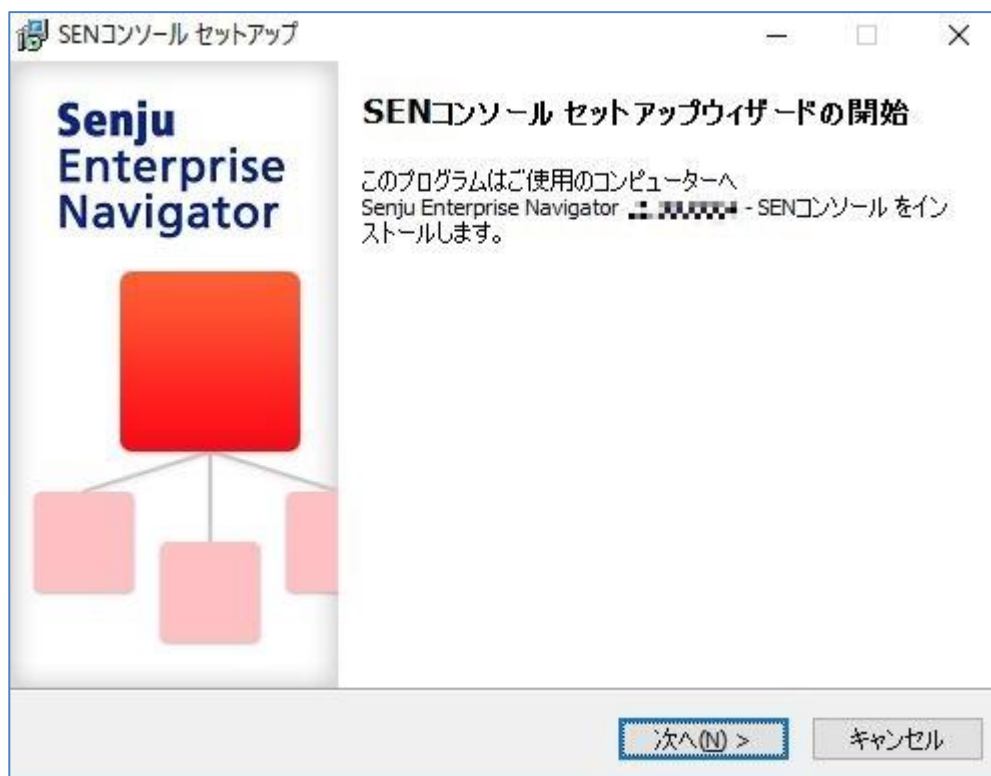 SENコンソール セットアップ
Senju
Enterprise
Navigator
SENコンソール セットアップウィザードの開始
このプログラムはご使用のコンピューターへ
Senju Enterprise Navigator - SENコンソール をイン
ストールします。
次へ(N) >
キャンセル